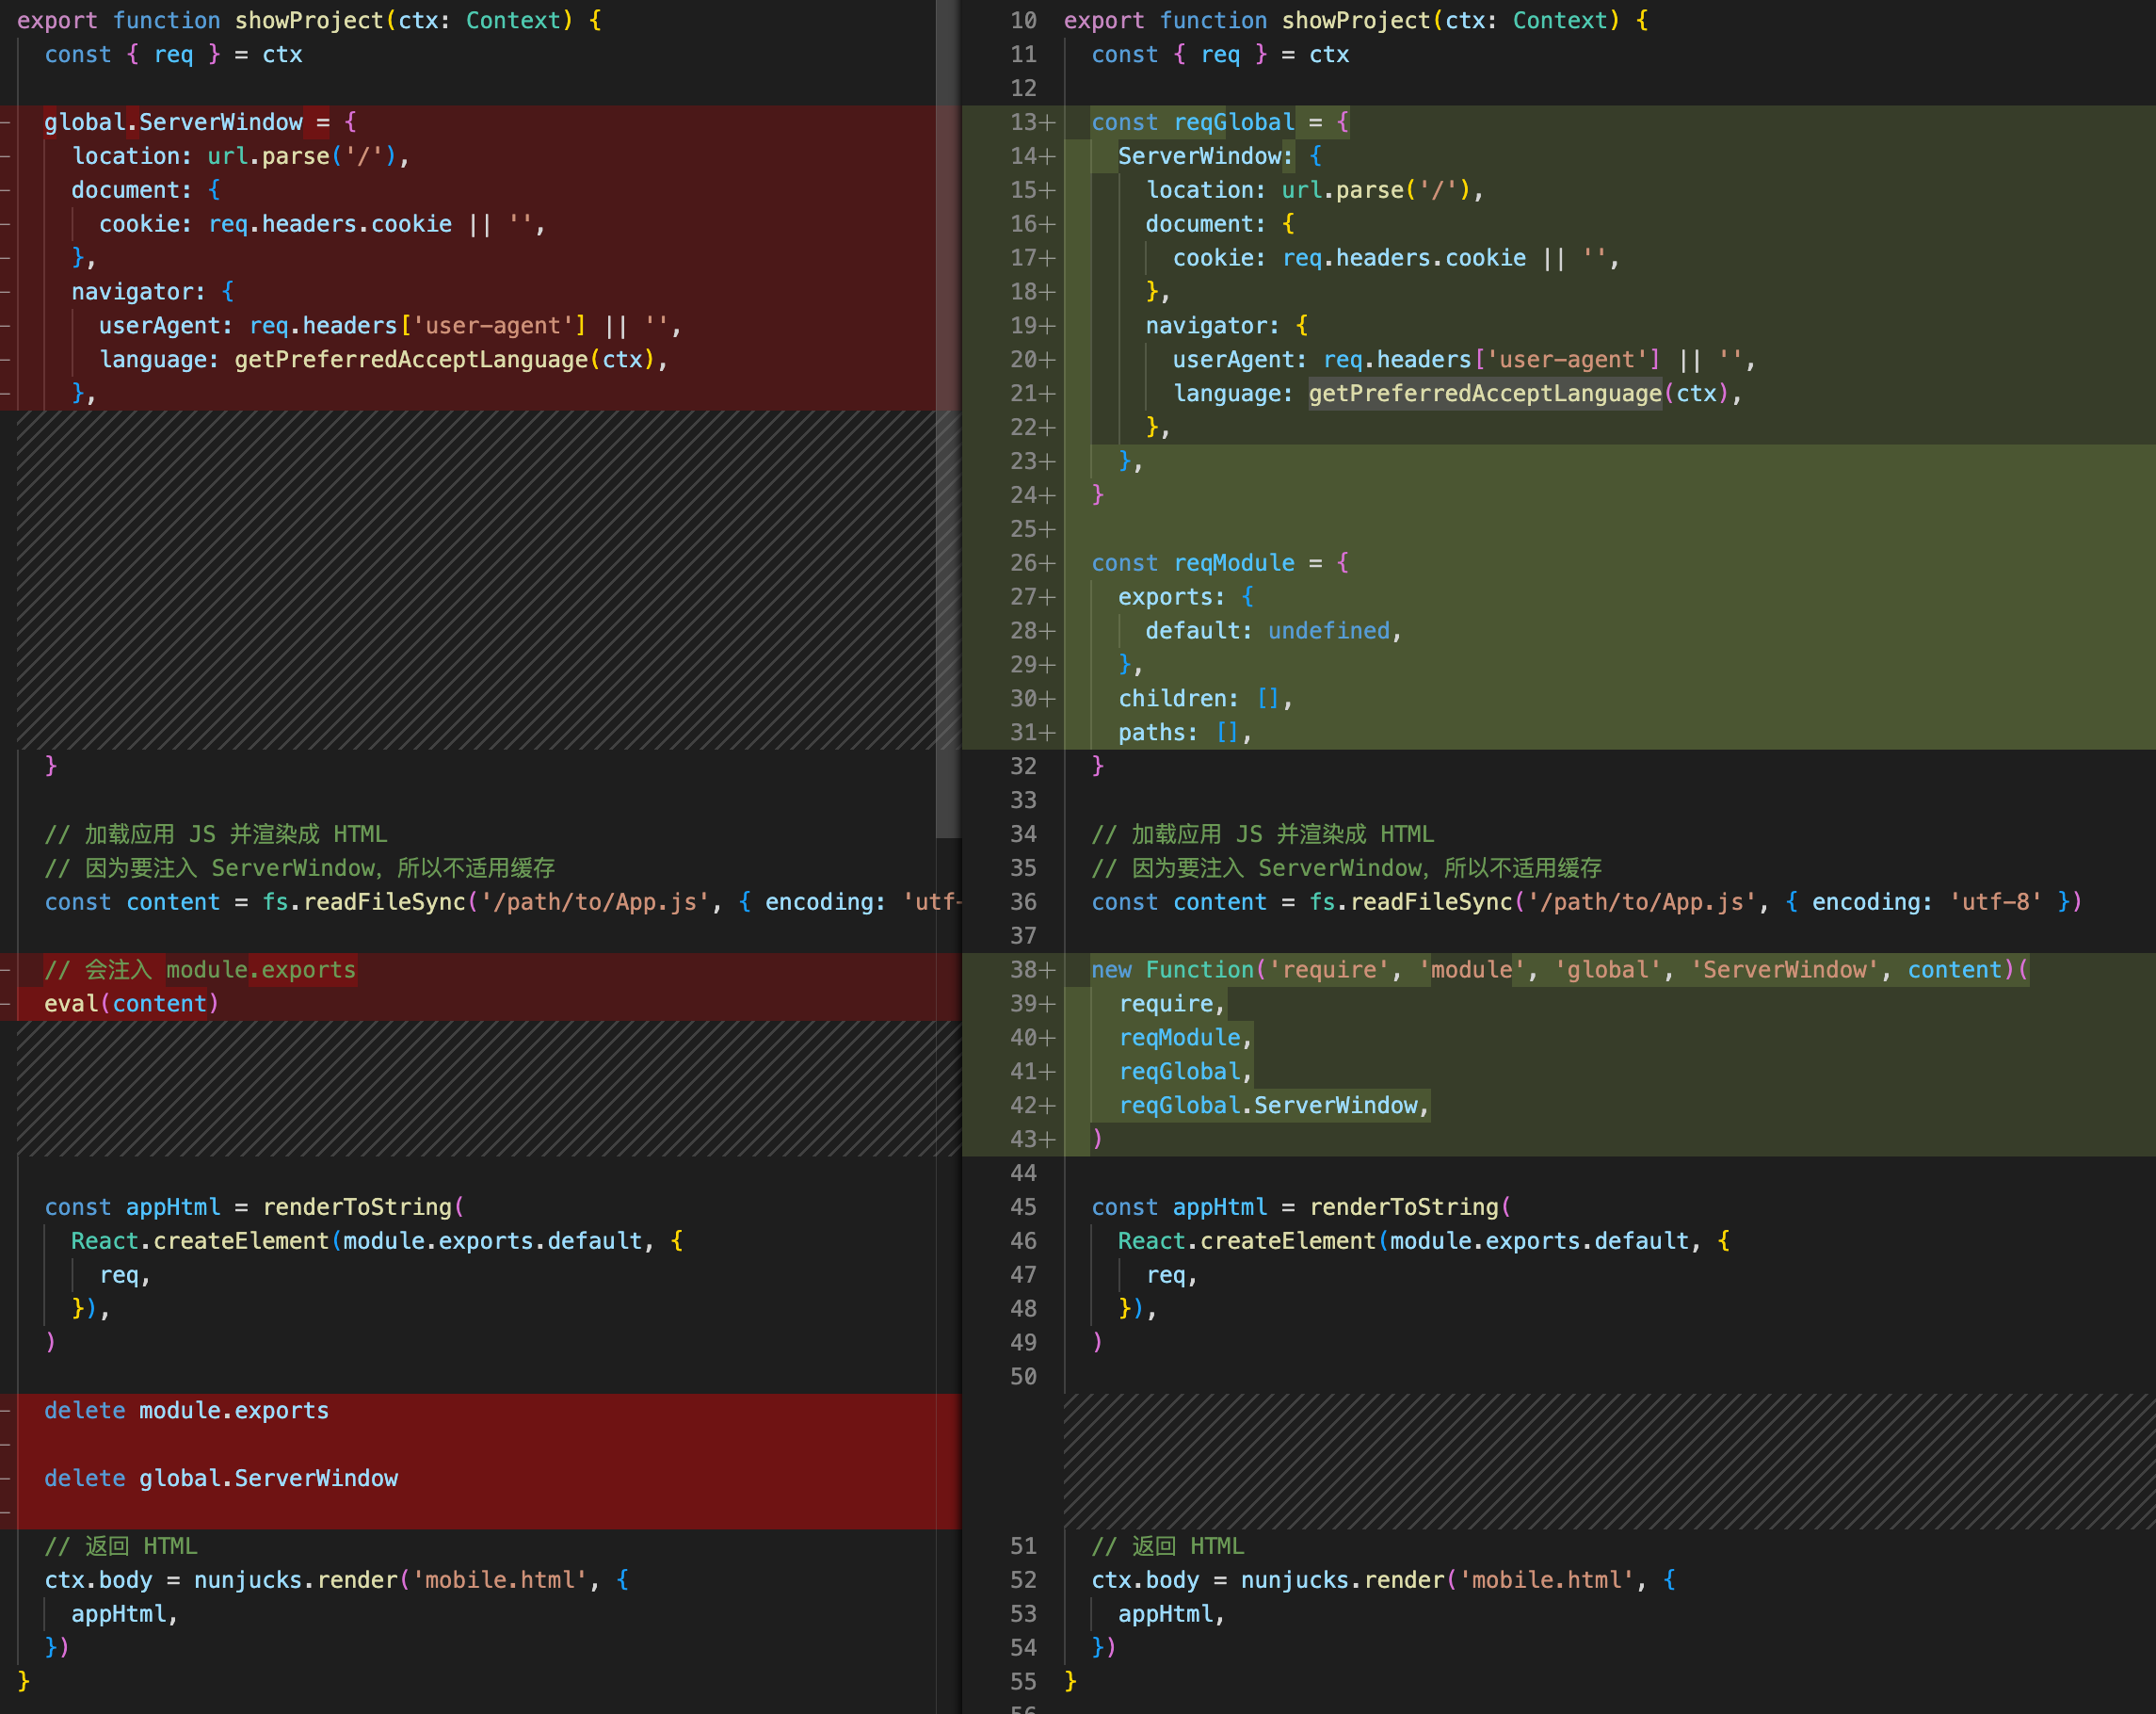 export function showProject(ctx: Context) {
const { req } = ctx
global.ServerWindow = {
location: url.parse('/'),
document: {
cookie: req.headers.cookie || '',
},
navigator: {
userAgent: req.headers['user-agent'] || '',
language: getPreferredAcceptLanguage(ctx),
},
}
// 加载应用 JS 并渲染成 HTML
// 因为要注入 ServerWindow，所以不适用缓存
const content = fs.readFileSync('/path/to/App.js', { encoding: 'utf-
// 会注入 module.exports
eval(content)
const appHtml = renderToString(
React.createElement(module.exports.default, {
req,
}),
)
delete module.exports
delete global.ServerWindow
// 返回 HTML
ctx.body = nunjucks.render('mobile.html', {
appHtml,
})
}
10 export function showProject(ctx: Context) {
11 const { req } = ctx
12
13+ const reqGlobal = {
14+ ServerWindow: {
15+ location: url.parse('/'),
16+ document: {
17+ cookie: req.headers.cookie || '',
18+ },
19+ navigator: {
20+ userAgent: req.headers['user-agent'] || '',
21+ language: getPreferredAcceptLanguage(ctx),
22+ },
23+ },
24+ }
25+
26+ const reqModule = {
27+ exports: {
28+ default: undefined,
29+ },
30+ children: [],
31+ paths: [],
32 }
33
34 // 加载应用 JS 并渲染成 HTML
35 // 因为要注入 ServerWindow，所以不适用缓存
36 const content = fs.readFileSync('/path/to/App.js', { encoding: 'utf-8' })
37
38+ new Function('require', 'module', 'global', 'ServerWindow', content)(
39+ require,
40+ reqModule,
41+ reqGlobal,
42+ reqGlobal.ServerWindow,
43+ )
44
45 const appHtml = renderToString(
46 React.createElement(module.exports.default, {
47 req,
48 }),
49 )
50
51 // 返回 HTML
52 ctx.body = nunjucks.render('mobile.html', {
53 appHtml,
54 })
55 }